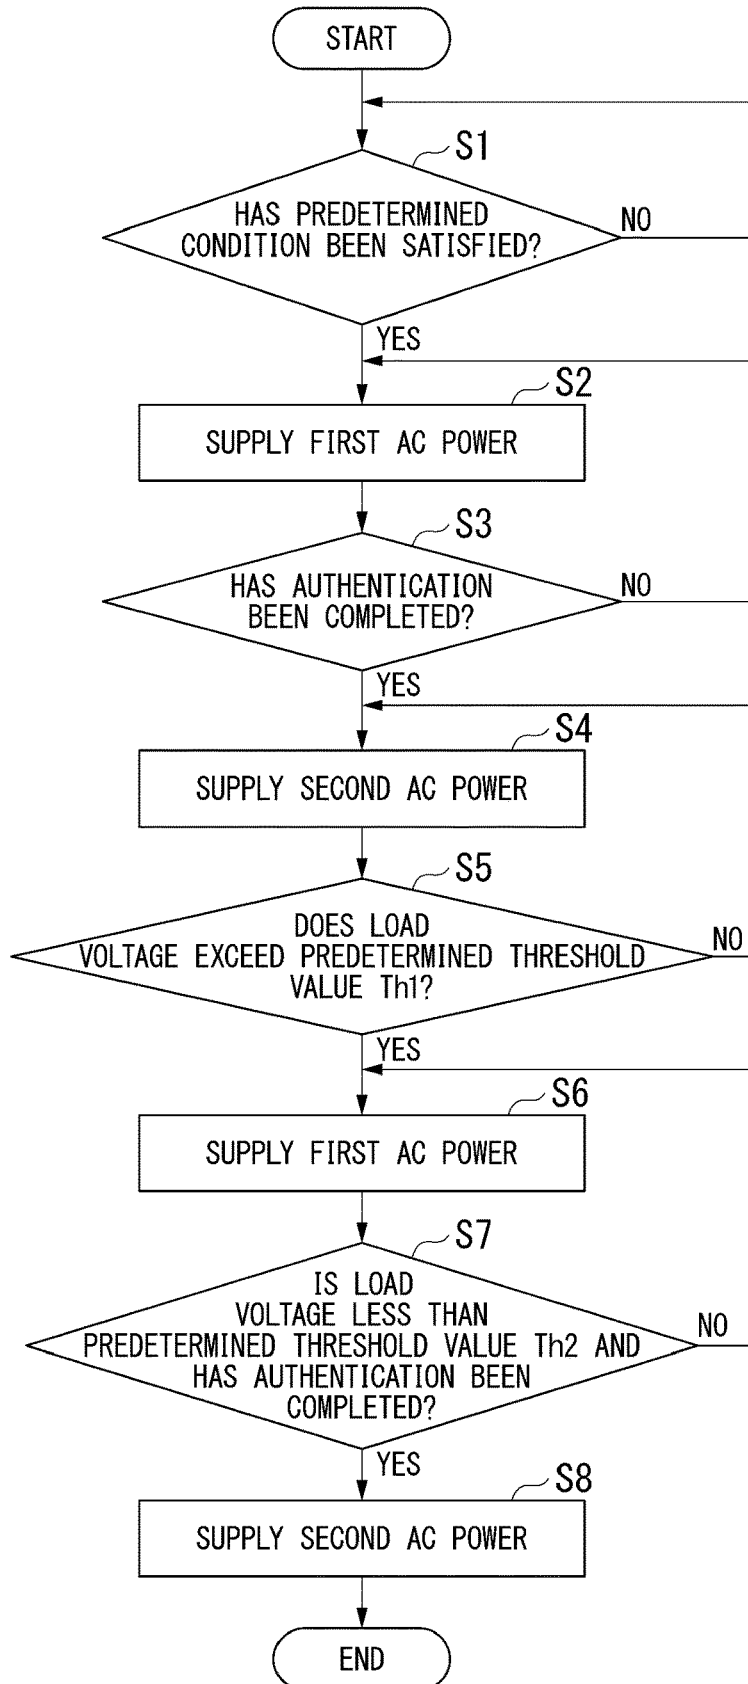 START
S1
HAS PREDETERMINED
CONDITION BEEN SATISFIED?
NO
YES
S2
SUPPLY FIRST AC POWER
S3
HAS AUTHENTICATION
BEEN COMPLETED?
NO
YES
S4
SUPPLY SECOND AC POWER
S5
DOES LOAD
VOLTAGE EXCEED PREDETERMINED THRESHOLD
VALUE Th1?
NO
YES
S6
SUPPLY FIRST AC POWER
S7
IS LOAD
VOLTAGE LESS THAN
PREDETERMINED THRESHOLD VALUE Th2 AND
HAS AUTHENTICATION BEEN
COMPLETED?
NO
YES
S8
SUPPLY SECOND AC POWER
END